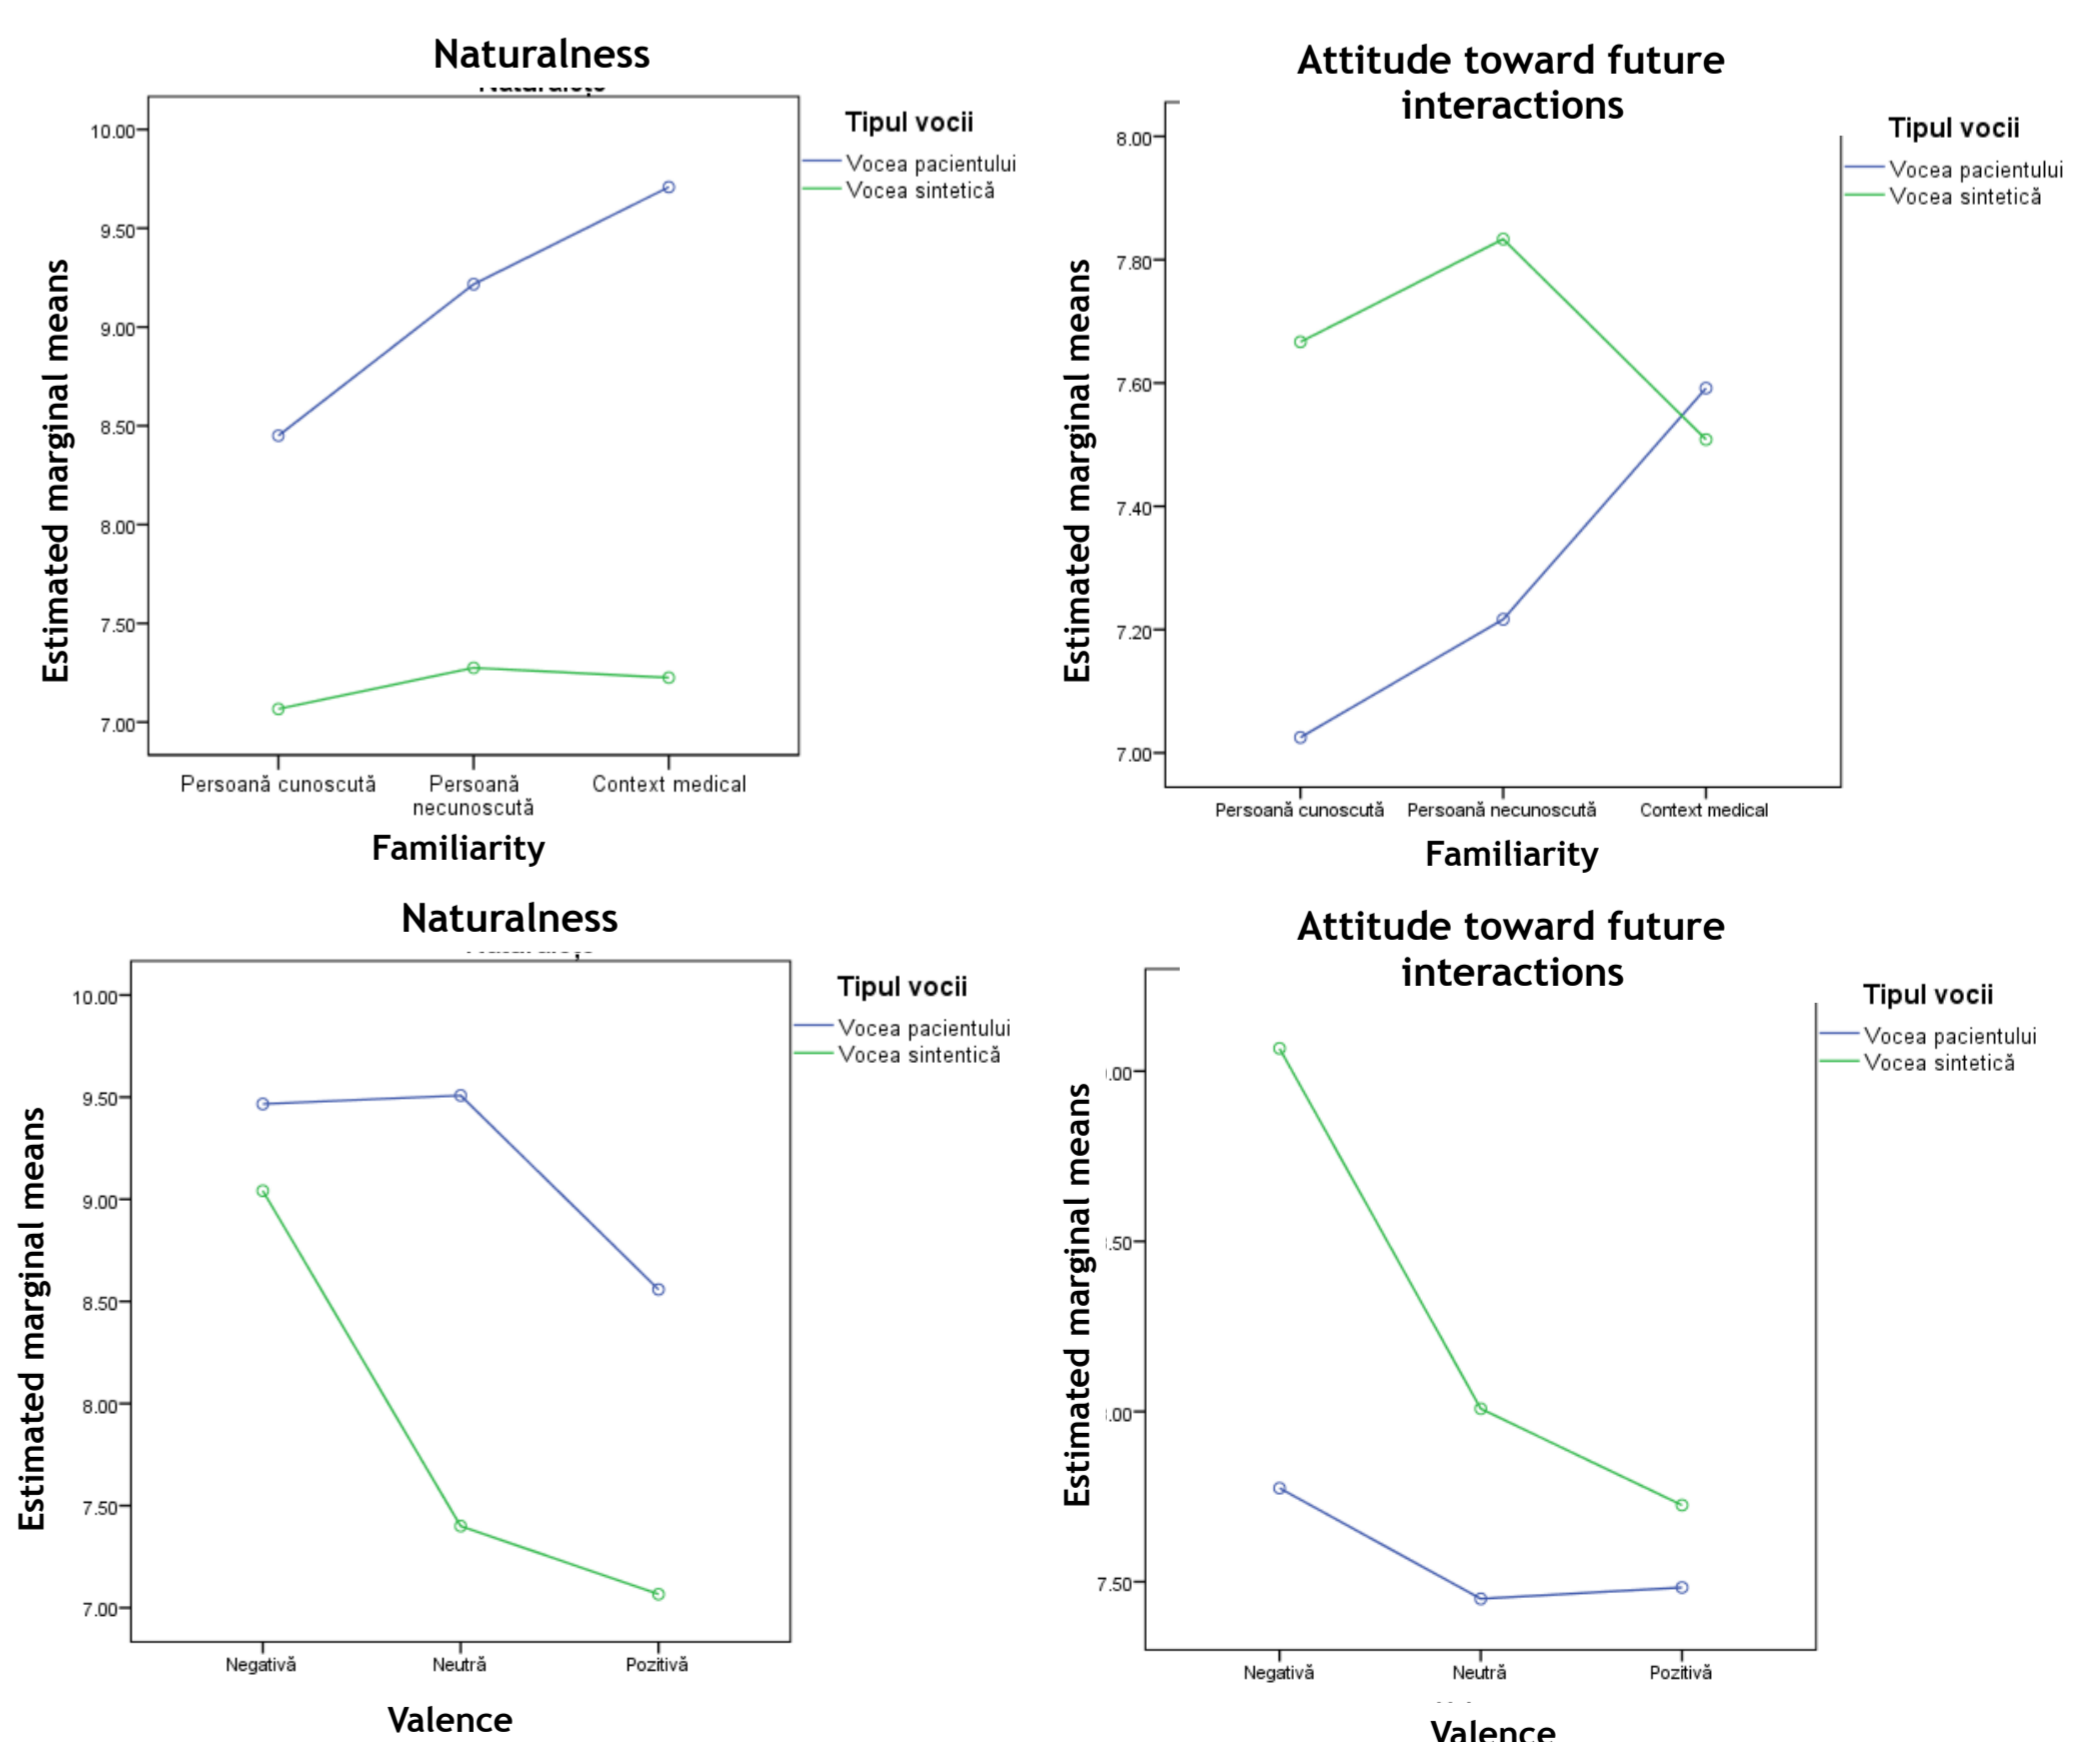 Naturalness
Tipul vocii
Vocea pacientului
Vocea sintetică
10.00
9.50
9.00
8.50
8.00
7.50
7.00
Estimated marginal means
Persoană cunoscută
Persoană
necunoscută
Context medical
Familiarity
Attitude toward future
interactions
Tipul vocii
Vocea pacientului
Vocea sintetică
8.00
7.80
7.60
7.40
7.20
7.00
Estimated marginal means
Persoană cunoscută
Persoană necunoscută
Context medical
Familiarity
Naturalness
Tipul vocii
Vocea pacientului
Vocea sintentică
10.00
9.50
9.00
8.50
8.00
7.50
7.00
Estimated marginal means
Negativă
Neutră
Pozitivă
Valence
Attitude toward future
interactions
Tipul vocii
Vocea pacientului
Vocea sintetică
.00
.50
.00
7.50
Estimated marginal means
Negativă
Neutră
Pozitivă
Valence